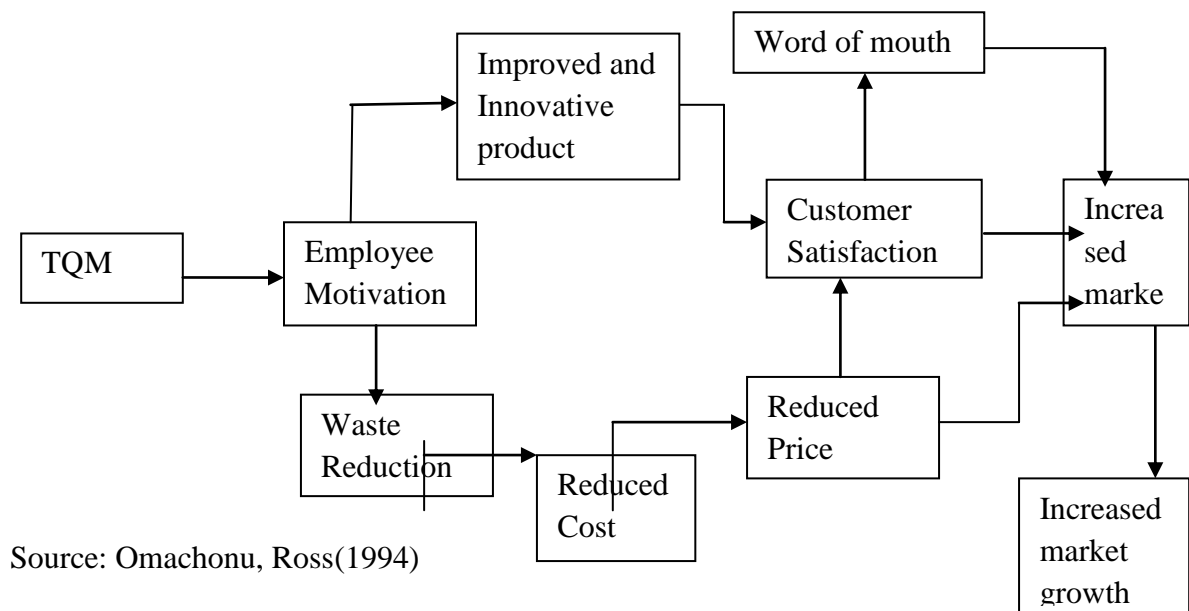 Word of mouth
Improved and
Innovative
product
Customer
Satisfaction
Increa
sed
marke
TQM
Employee
Motivation
Waste
Reduction
Reduced
Cost
Reduced
Price
Increased
market
growth
Source: Omachonu, Ross(1994)